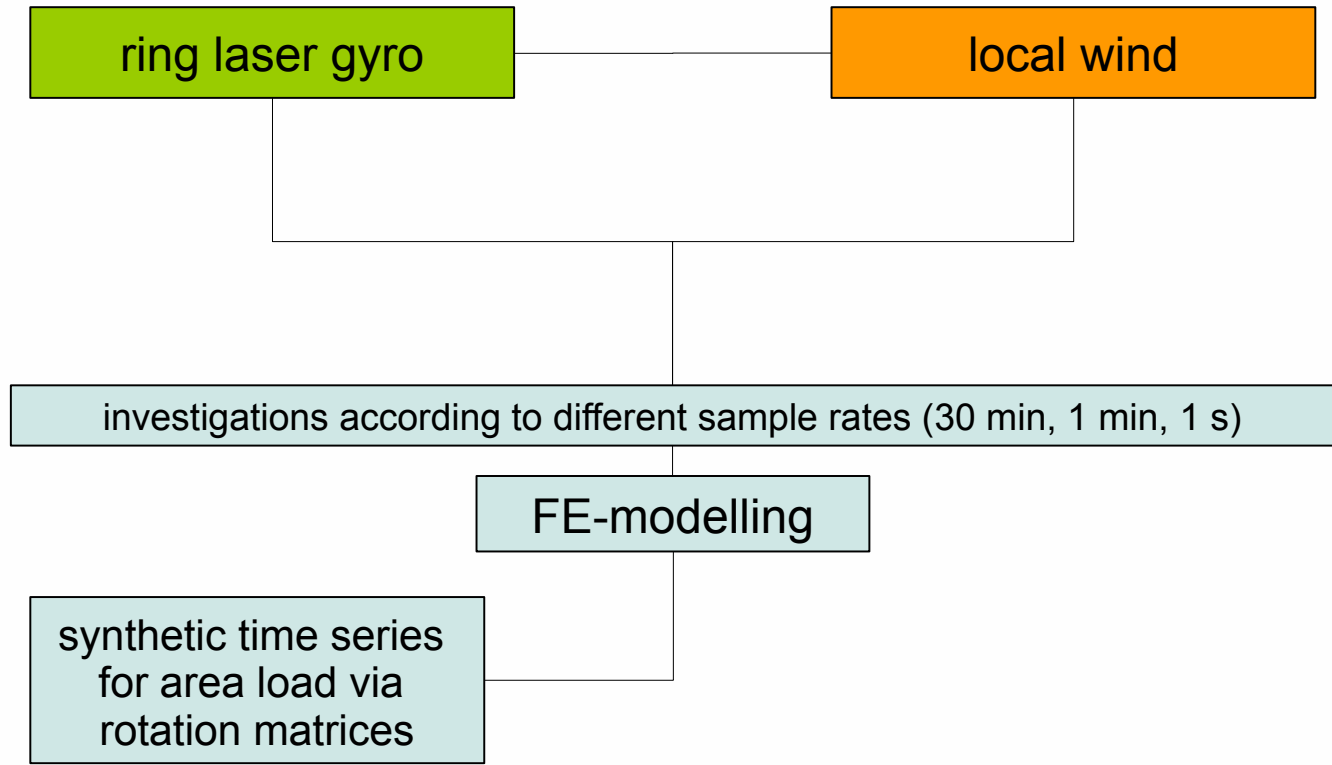 ring laser gyro
local wind
investigations according to different sample rates (30 min, 1 min, 1 s)
FE-modelling
synthetic time series
for area load via
rotation matrices